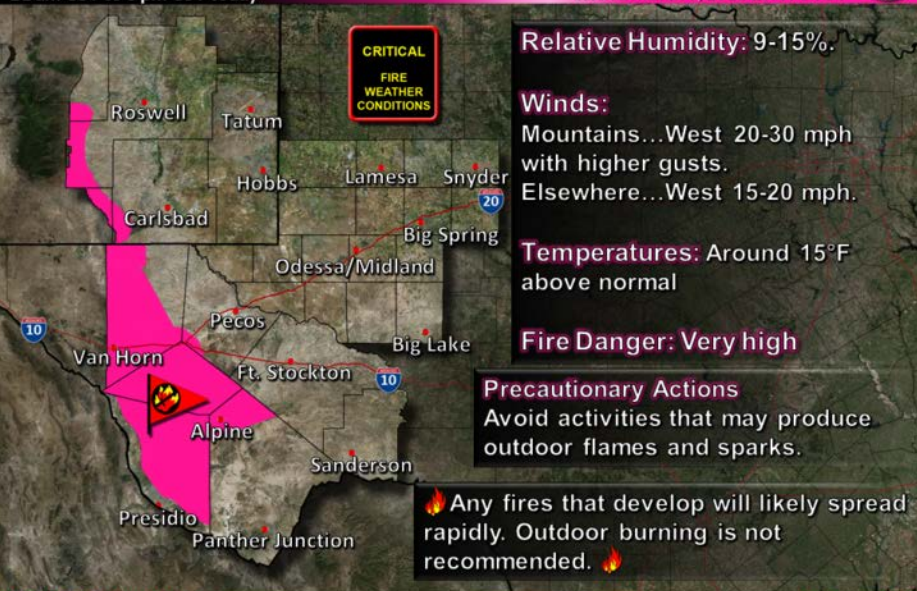 CRITICAL
FIRE
WEATHER
CONDITIONS
Relative Humidity: 9-15%.
Winds:
Mountains...West 20-30 mph
with higher gusts.
Elsewhere...West 15-20 mph.
Temperatures: Around 15°F
above normal
Fire Danger: Very high
Precautionary Actions
Avoid activities that may produce
outdoor flames and sparks.
Any fires that develop will likely spread
rapidly. Outdoor burning is not
recommended.
Roswell
Tatum
Hobbs
Lamesa
Snyder
20
Carlsbad
Big Spring
Odessa/Midland
Pecos
10
Big Lake
Van Horn
Ft. Stockton
10
Alpine
Sanderson
Presidio
Panther Junction